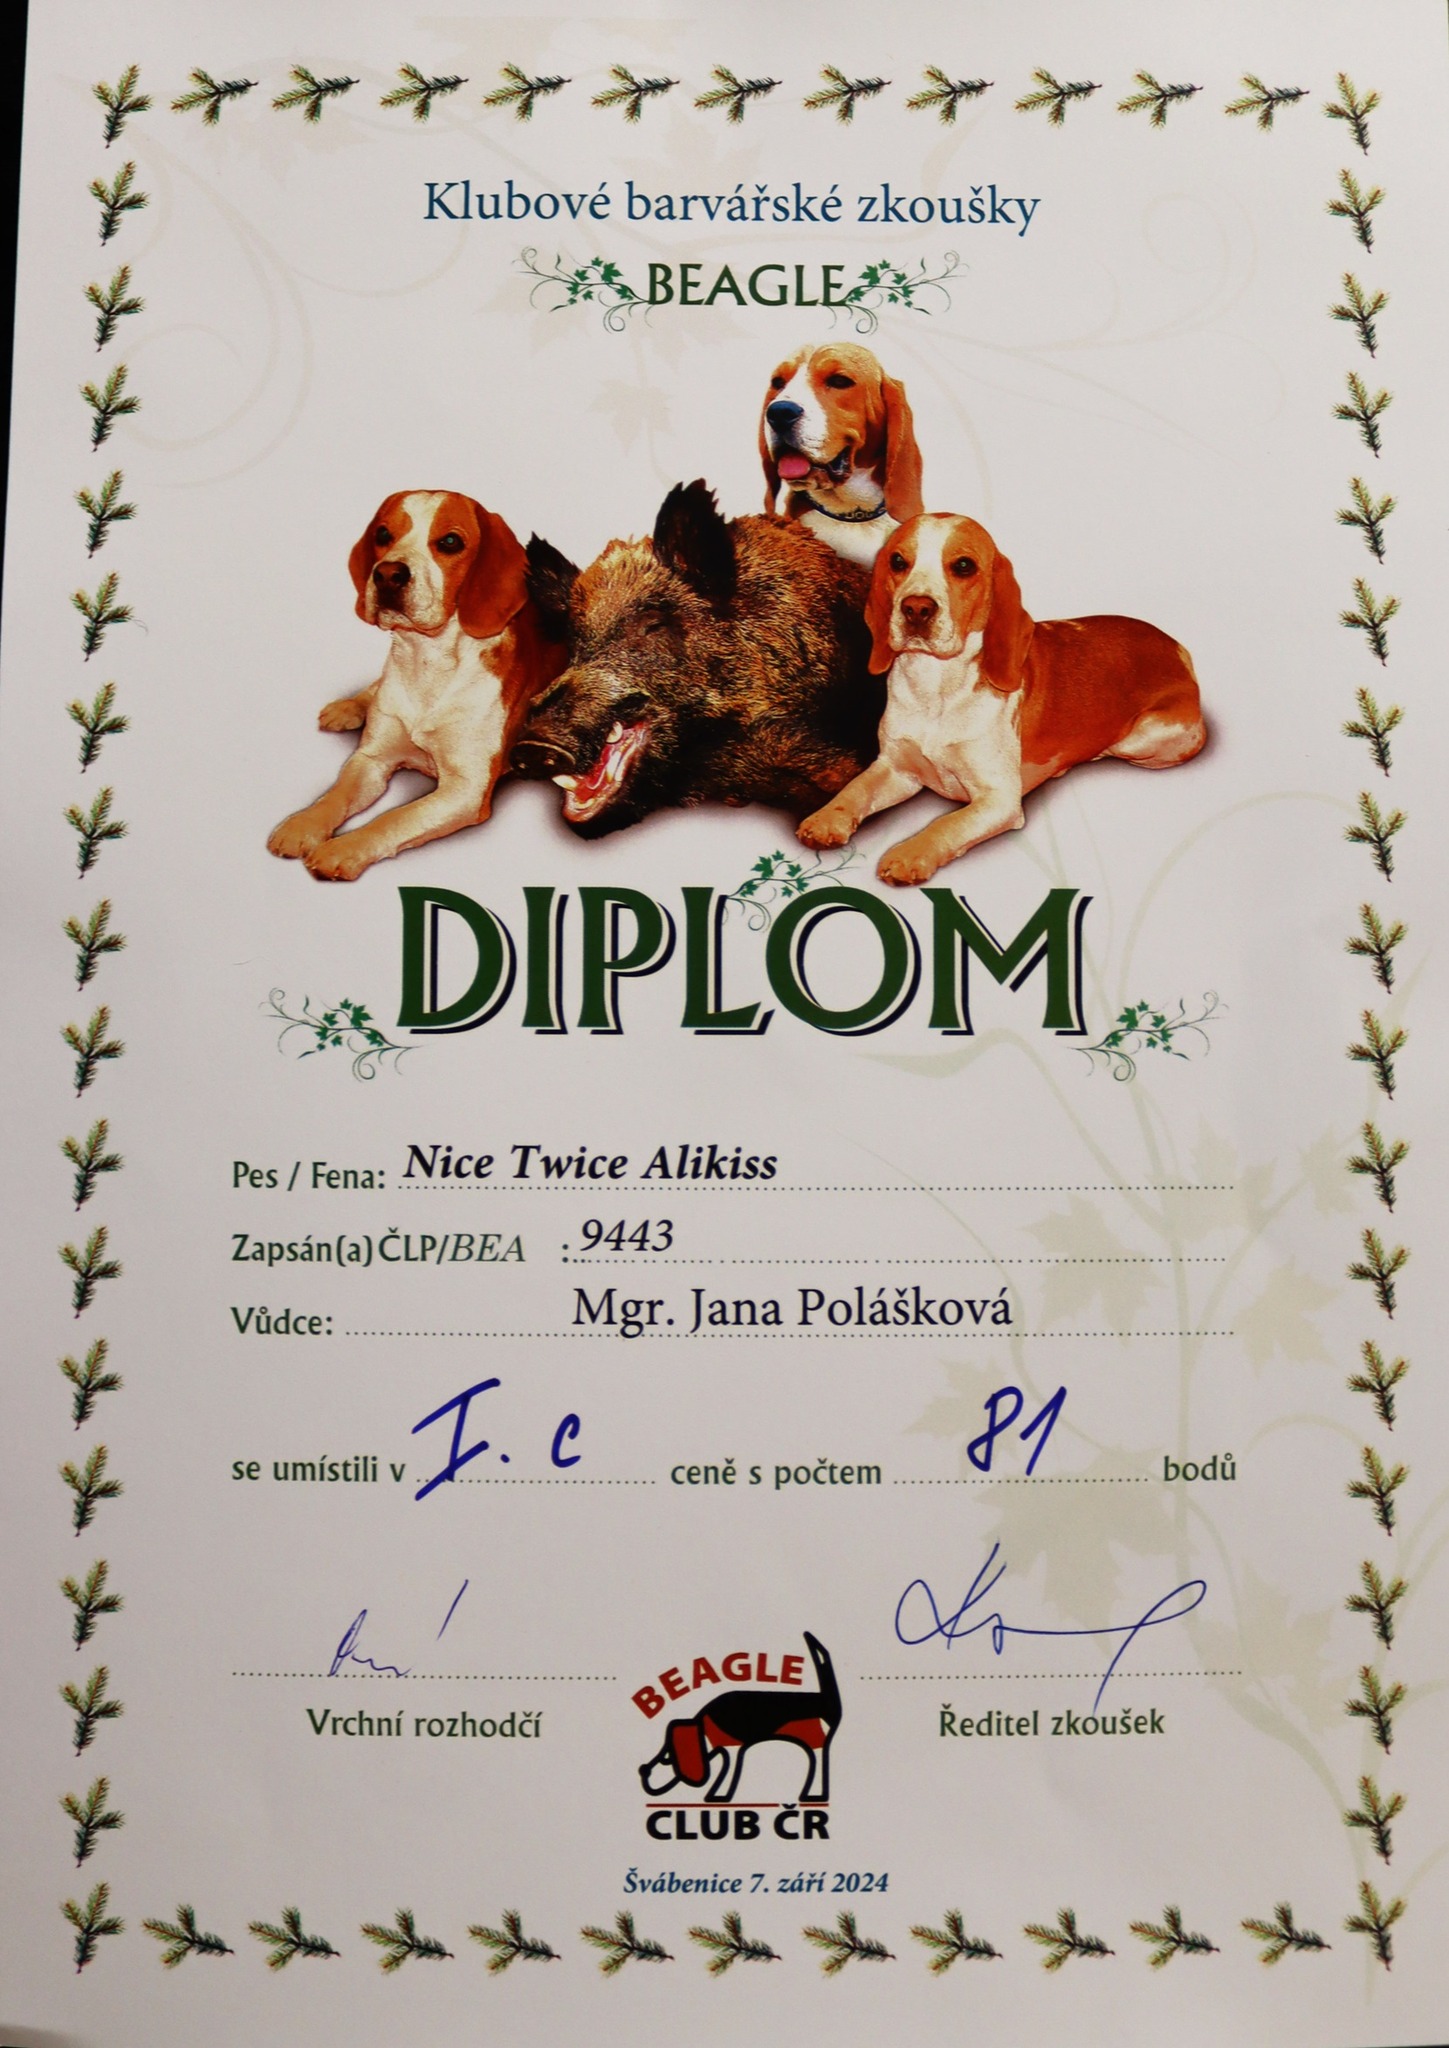 Klubové barvářské zkoušky
BEAGLE
DIPLOM
Pes / Fena: Nice Twice Alikiss
Zapsán(a) ČLP/BEA : 9443
Vůdce: Mgr. Jana Polášková
se umístili v I. c ceně s počtem 81 bodů
Vrchní rozhodčí
Ředitel zkoušek
BEAGLE
CLUB ČR
Švábenice 7. září 2024